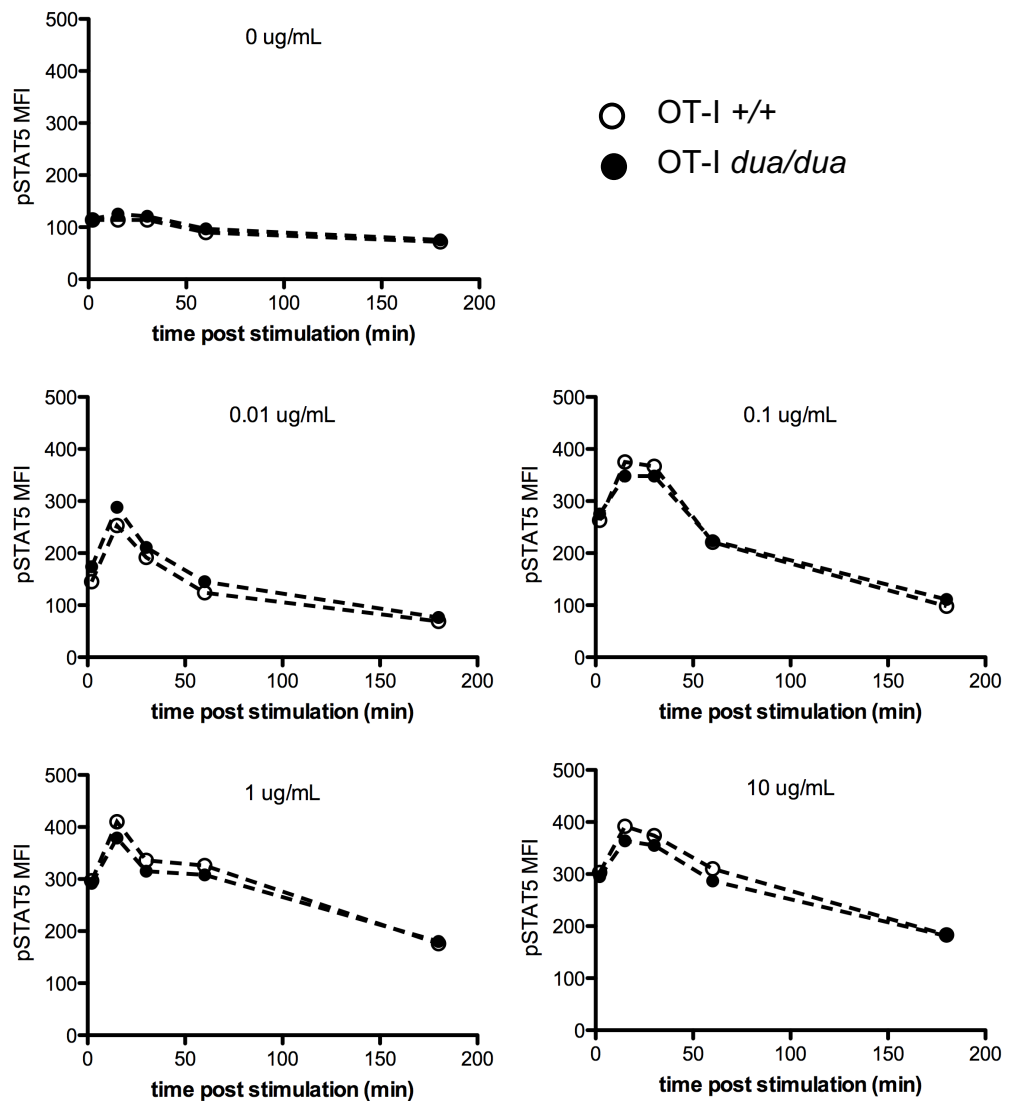 0 ug/mL
500
400
300
200
100
0
pSTAT5 MFI
0 50 100 150 200
time post stimulation (min)
OT-I +/+
OT-I dua/dua
0.01 ug/mL
500
400
300
200
100
0
pSTAT5 MFI
0 50 100 150 200
time post stimulation (min)
0.1 ug/mL
500
400
300
200
100
0
pSTAT5 MFI
0 50 100 150 200
time post stimulation (min)
1 ug/mL
500
400
300
200
100
0
pSTAT5 MFI
0 50 100 150 200
time post stimulation (min)
10 ug/mL
500
400
300
200
100
0
pSTAT5 MFI
0 50 100 150 200
time post stimulation (min)